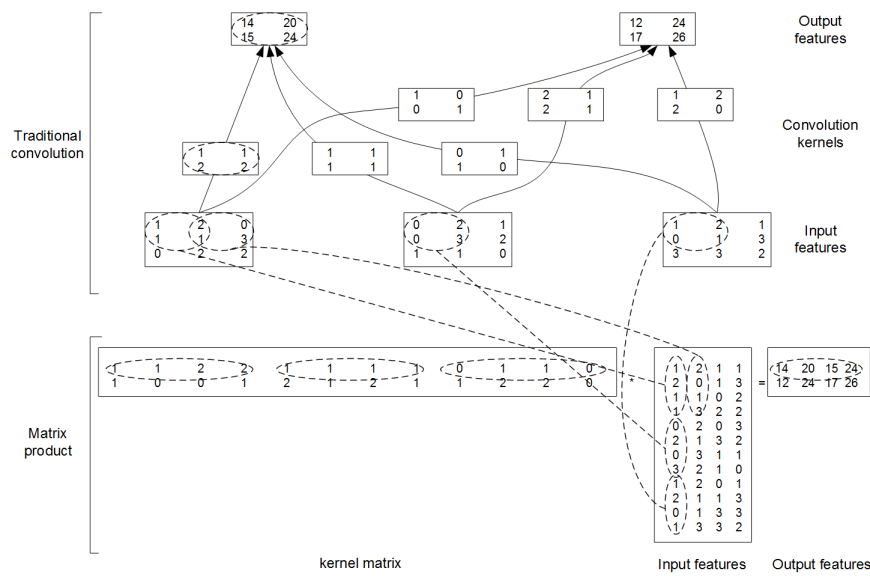 14 20
15 24
12 24
17 26
Output
features
1 0
0 1
2 1
2 1
1 2
2 0
Convolution
kernels
Traditional
convolution
1 1
2 2
1 1
1 1
0 1
1 0
1 2 0
1 1 3
0 2 2
0 2 1
0 3 2
1 1 0
1 2 1
0 1 3
3 3 2
Input
features
Matrix
product
1 1 2 2 1 1 1 1 0 1 1 0
1 0 0 1 2 1 2 1 1 2 2 0
*
1 2 1 1
2 0 1 3
1 1 0 2
1 3 2 2
0 2 0 3
2 1 3 2
0 3 1 1
3 2 1 0
1 2 0 1
2 1 1 3
0 1 3 3
1 3 3 2
=
14 20 15 24
12 24 17 26
kernel matrix
Input features
Output features